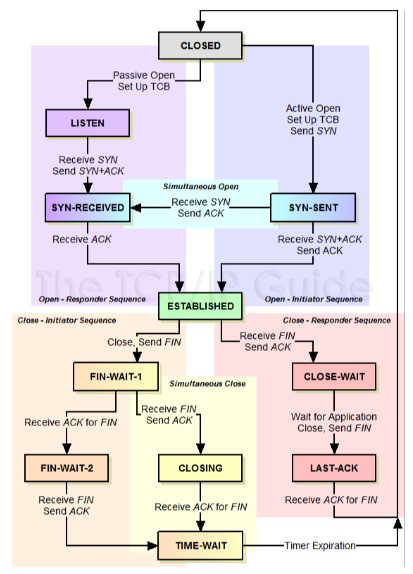 CLOSED
Passive Open
Set Up TCB
Active Open
Set Up TCB
Send SYN
LISTEN
Receive SYN
Send SYN+ACK
Simultaneous Open
SYN-RECEIVED
Receive SYN
Send ACK
SYN-SENT
Receive ACK
Receive SYN+ACK
Send ACK
The TCP/IP Guide
Open - Responder Sequence
ESTABLISHED
Open - Initiator Sequence
Close - Initiator Sequence
Close - Responder Sequence
Close, Send FIN
Receive FIN
Send ACK
FIN-WAIT-1
Simultaneous Close
CLOSE-WAIT
Receive ACK for FIN
Receive FIN
Send ACK
Wait for Application
Close, Send FIN
FIN-WAIT-2
CLOSING
LAST-ACK
Receive FIN
Send ACK
Receive ACK for FIN
Receive ACK for FIN
TIME-WAIT
Timer Expiration